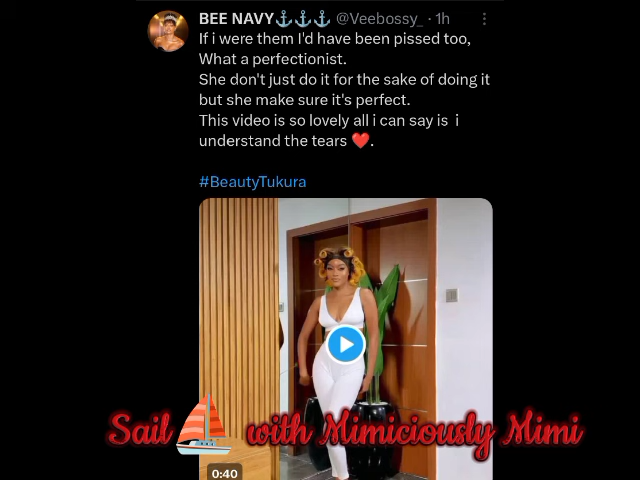 BEE NAVY⚓⚓⚓ @Veebossy_ · 1h
If i were them I'd have been pissed too,
What a perfectionist.
She don't just do it for the sake of doing it
but she make sure it's perfect.
This video is so lovely all i can say is i
understand the tears ❤️.
#BeautyTukura
Sail⛵ with Mimiciously Mimi
0:40